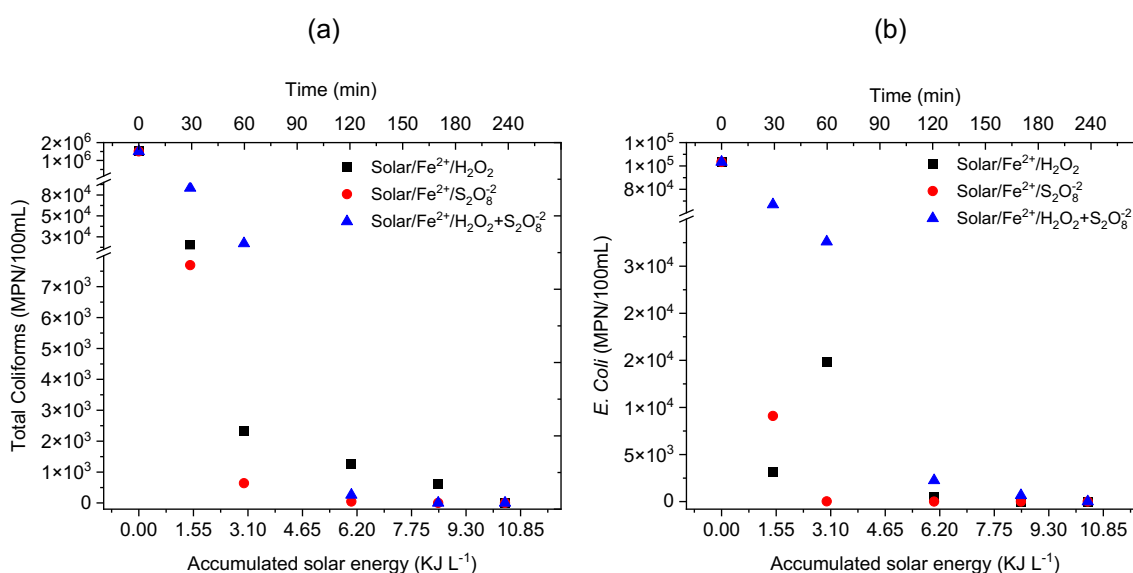 (a)
Time (min)
0 30 60 90 120 150 170 210 240
2×10⁶
1×10⁶
8×10⁴
5×10⁴
3×10⁴
7×10³
6×10³
5×10³
4×10³
3×10³
2×10³
1×10³
0
Total Coliforms (MPN/100mL)
Solar/Fe²⁺/H₂O₂
Solar/Fe²⁺/S₂O₈⁻²
Solar/Fe²⁺/H₂O₂+S₂O₈⁻²
0.00 1.55 3.10 4.65 6.20 7.75 9.30 10.85
Accumulated solar energy (KJ L⁻¹)
(b)
Time (min)
0 30 60 90 120 150 170 210 240
1×10⁵
1×10⁵
8×10⁴
3×10⁴
2×10⁴
2×10⁴
1×10⁴
5×10³
0
E. Coli (MPN/100mL)
Solar/Fe²⁺/H₂O₂
Solar/Fe²⁺/S₂O₈⁻²
Solar/Fe²⁺/H₂O₂+S₂O₈⁻²
0.00 1.55 3.10 4.65 6.20 7.75 9.30 10.85
Accumulated solar energy (KJ L⁻¹)